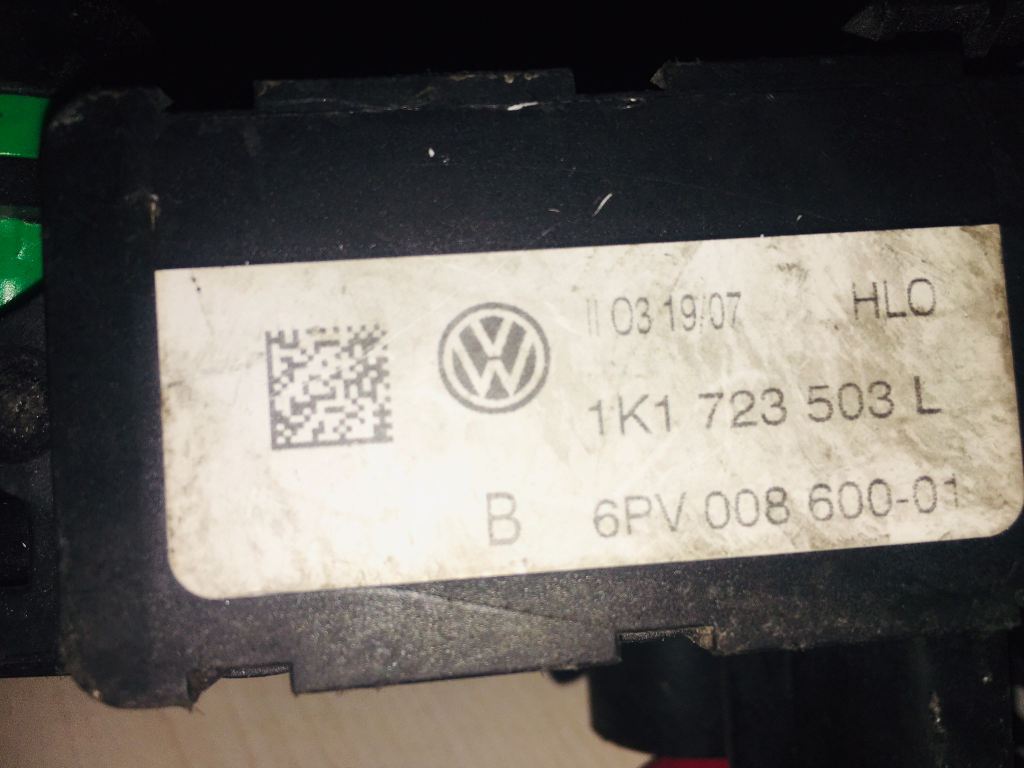 II 03 19/07 HLO
1K1 723 503 L
B 6PV 008 600-01